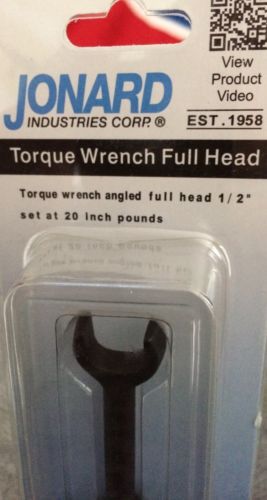 View
Product
Video
JONARD
INDUSTRIES CORP.®
EST. 1958
Torque Wrench Full Head
Torque wrench angled full head 1/2"
set at 20 inch pounds